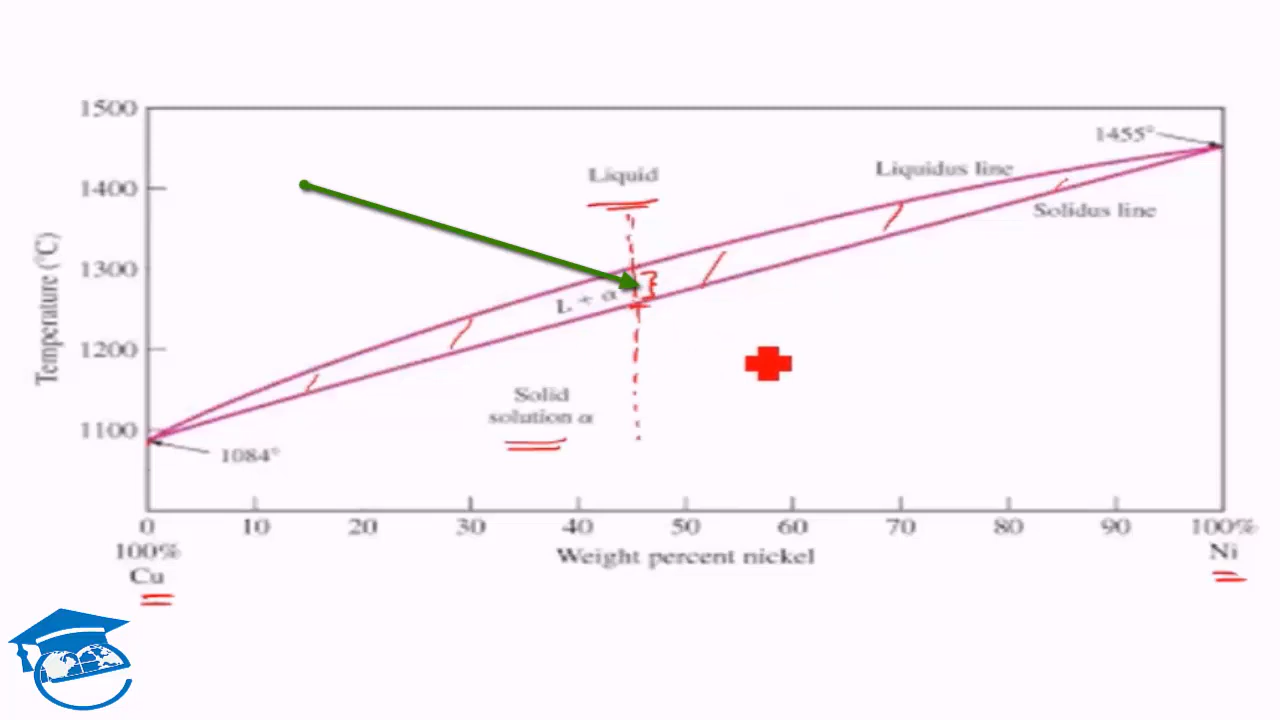 1500
1455°
Liquidus line
Liquid
1400
Solidus line
Temperature (°C)
1300
L + α
1200
Solid
solution α
1100
1084°
0 10 20 30 40 50 60 70 80 90 100%
100% Weight percent nickel Ni
Cu